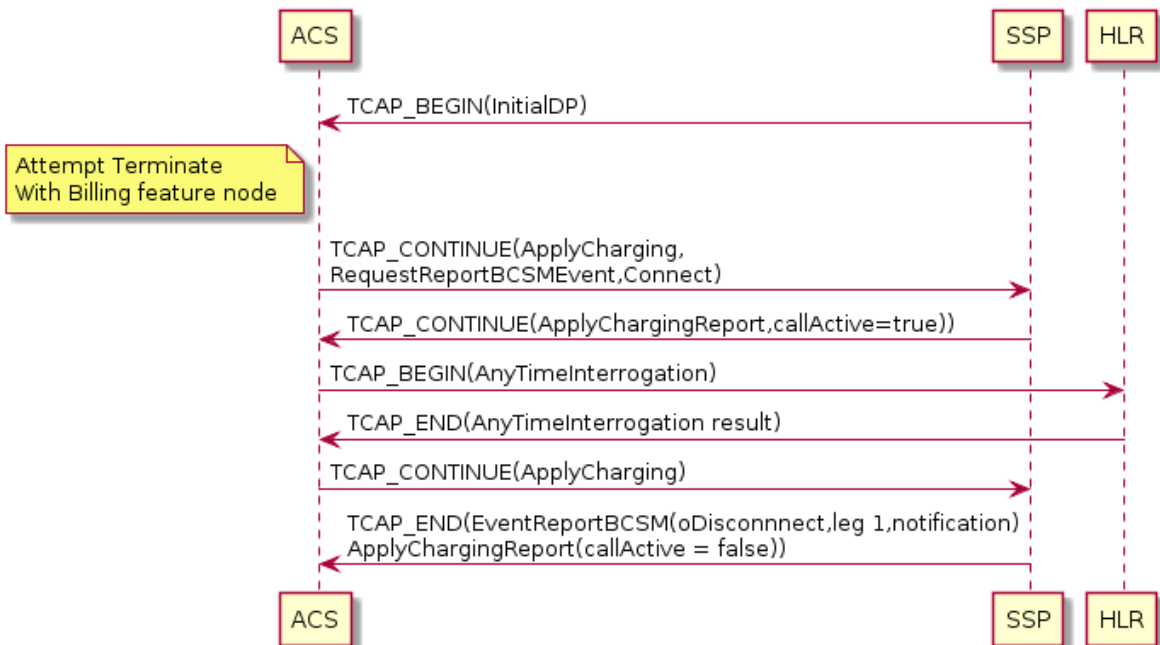 ACS SSP HLR
TCAP_BEGIN(InitialDP)
Attempt Terminate
With Billing feature node
TCAP_CONTINUE(ApplyCharging,
RequestReportBCSMEvent,Connect)
TCAP_CONTINUE(ApplyChargingReport,callActive=true))
TCAP_BEGIN(AnyTimeInterrogation)
TCAP_END(AnyTimeInterrogation result)
TCAP_CONTINUE(ApplyCharging)
TCAP_END(EventReportBCSM(oDisconnnect,leg 1,notification)
ApplyChargingReport(callActive = false))
ACS SSP HLR